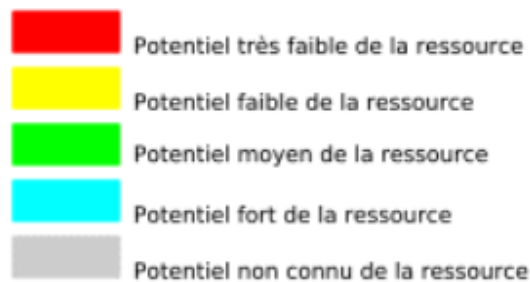 Potentiel très faible de la ressource
Potentiel faible de la ressource
Potentiel moyen de la ressource
Potentiel fort de la ressource
Potentiel non connu de la ressource